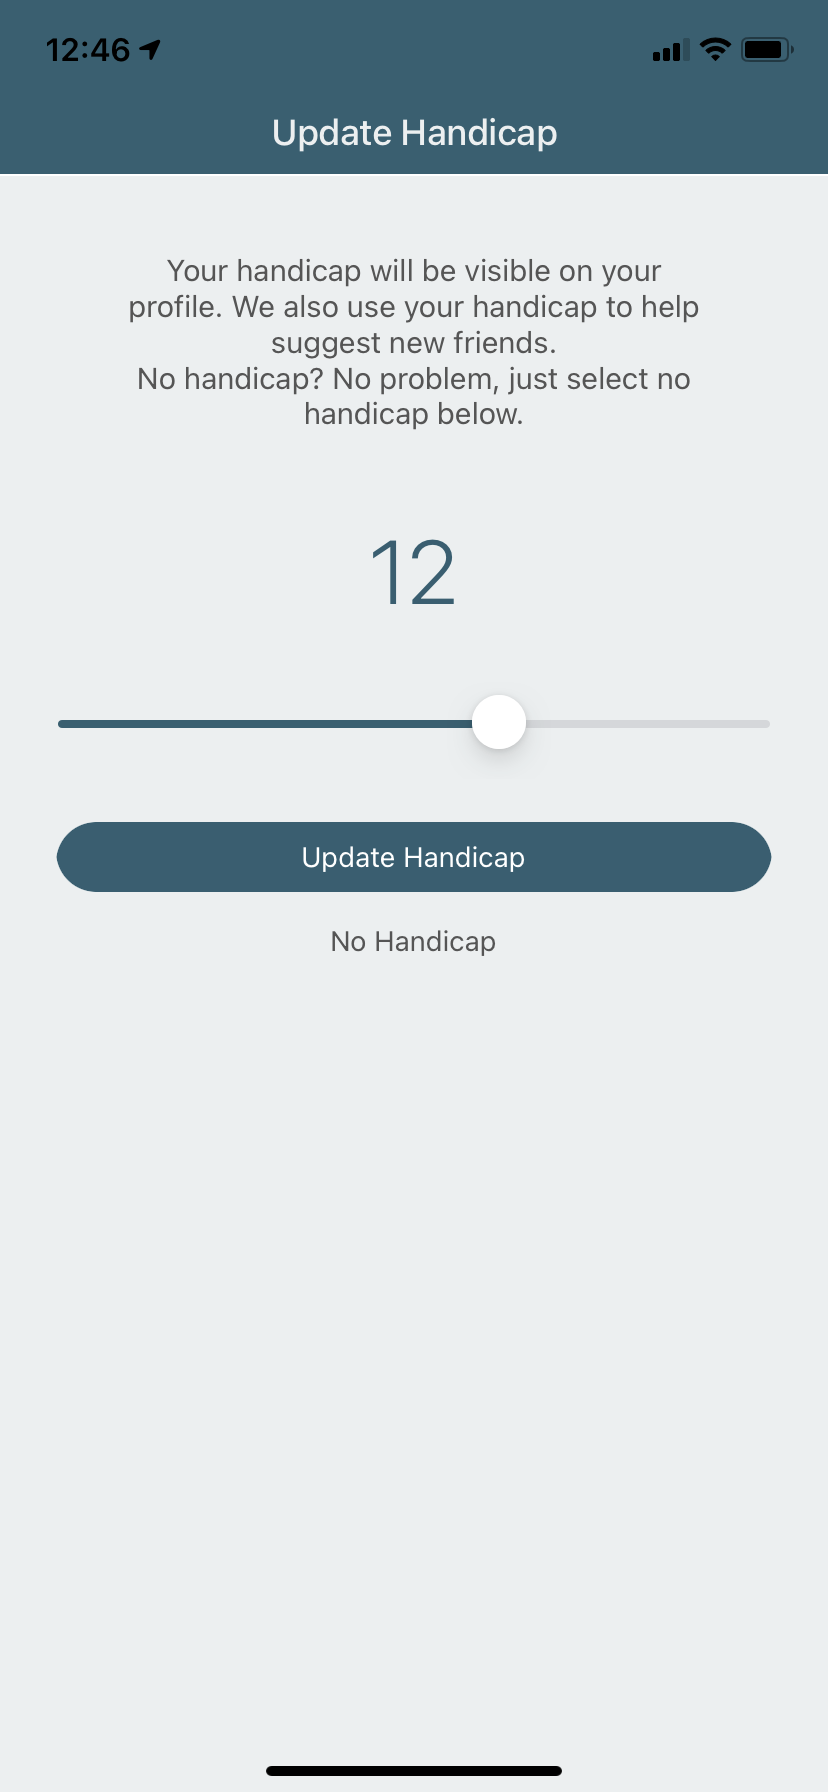 12:46
Update Handicap
Your handicap will be visible on your
profile. We also use your handicap to help
suggest new friends.
No handicap? No problem, just select no
handicap below.
12
Update Handicap
No Handicap